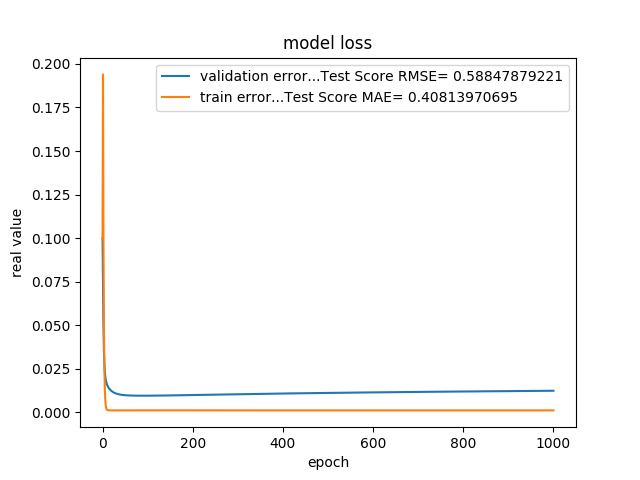 model loss
validation error...Test Score RMSE= 0.58847879221
train error...Test Score MAE= 0.40813970695
real value
0.200
0.175
0.150
0.125
0.100
0.075
0.050
0.025
0.000
0 200 400 600 800 1000
epoch